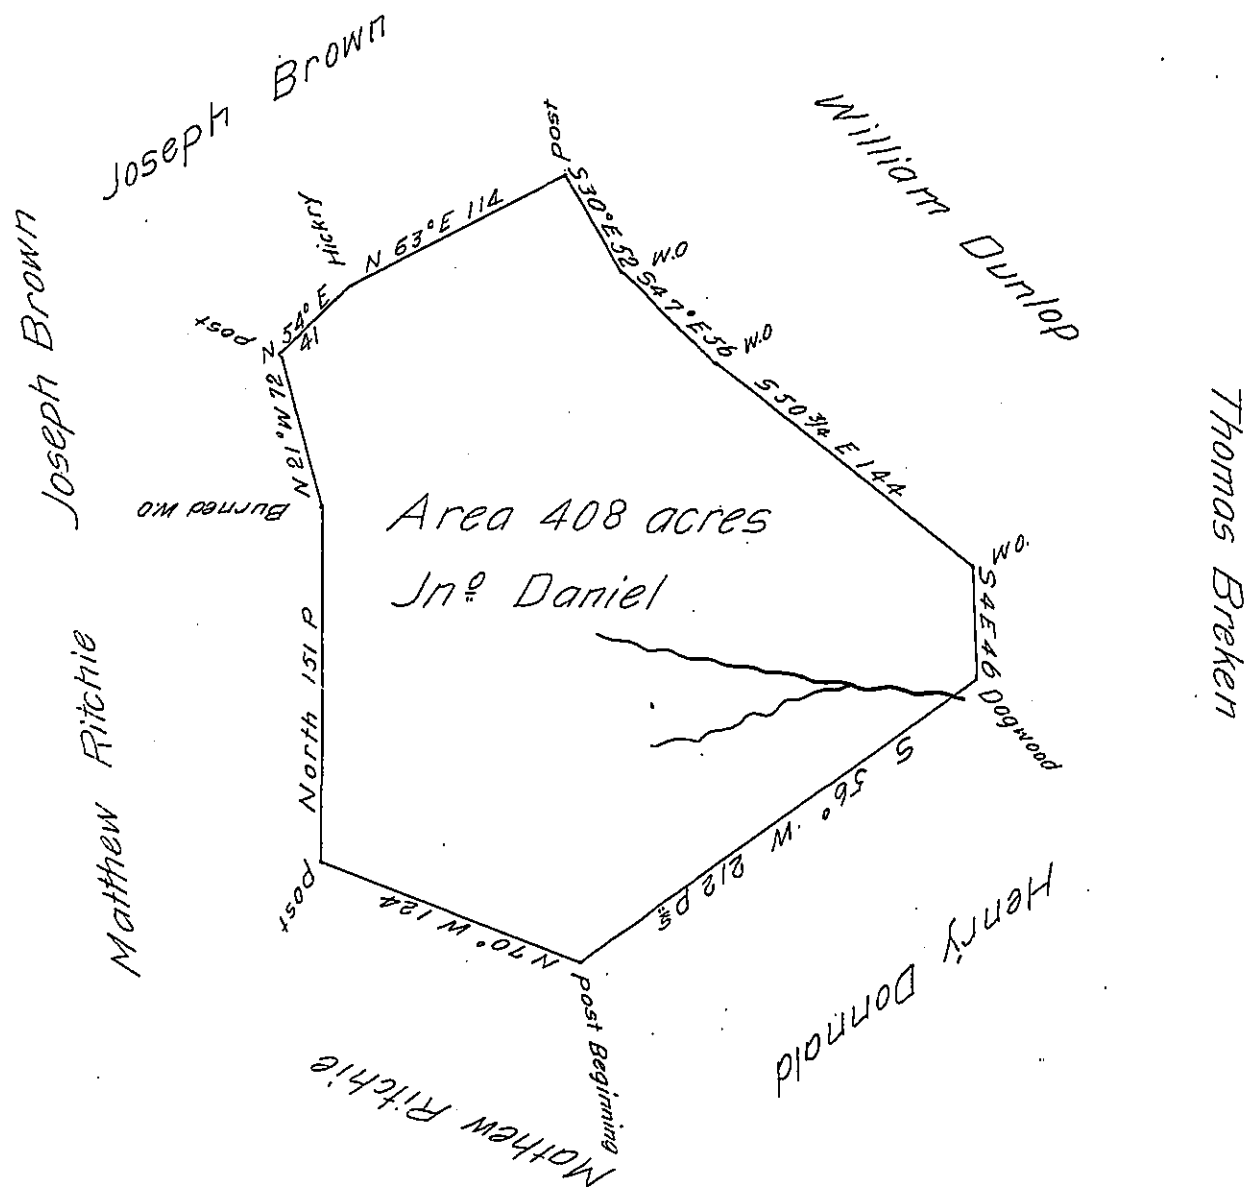 Joseph Brown
William Dunlop
Joseph Brown
Thomas Breken
Matthew Ritchie
Henry Donnald
Mathew Ritchie
Area 408 acres
Jnº Daniel
post Beginning
N 70° W 124
Post
North 151 P
Burned W.O
N 21° W 72
post
N 54° E
41
Hickry
N 63° E 114
post
S 30° E 52
W.O
S 47° E 56
W.O
S 50 3/4 E 144
W.O.
S 4 E 46
Dogwood
S 56° W. 212 Ps